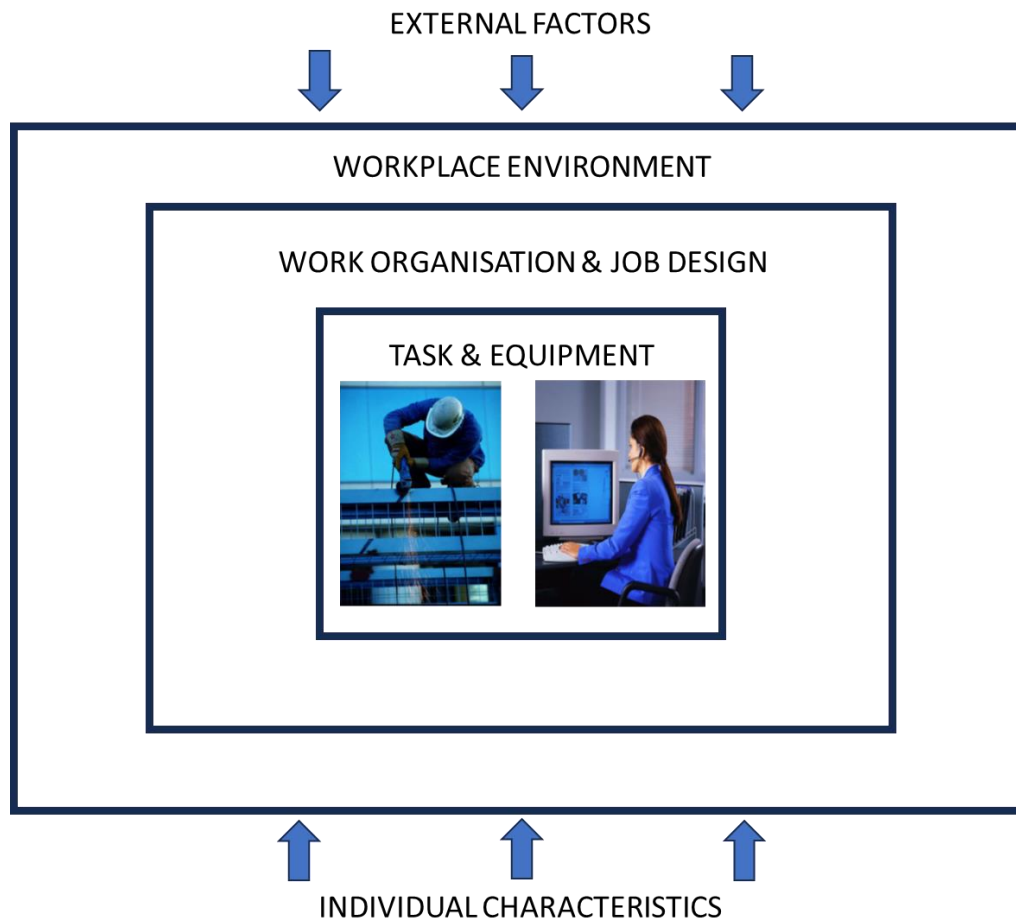 EXTERNAL FACTORS
WORKPLACE ENVIRONMENT
WORK ORGANISATION & JOB DESIGN
TASK & EQUIPMENT
INDIVIDUAL CHARACTERISTICS